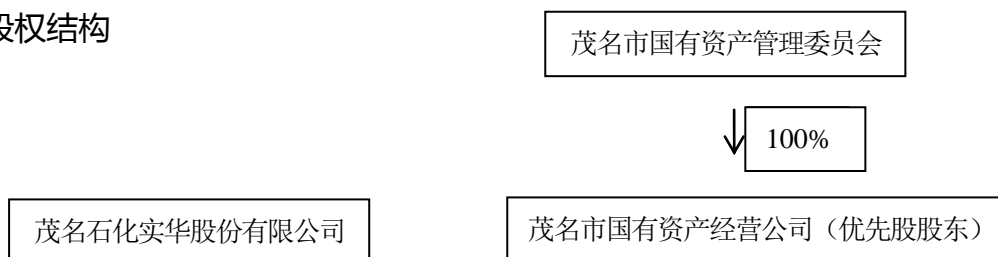 股权结构
茂名市国有资产管理委员会
100%
茂名石化实华股份有限公司
茂名市国有资产经营公司（优先股股东）